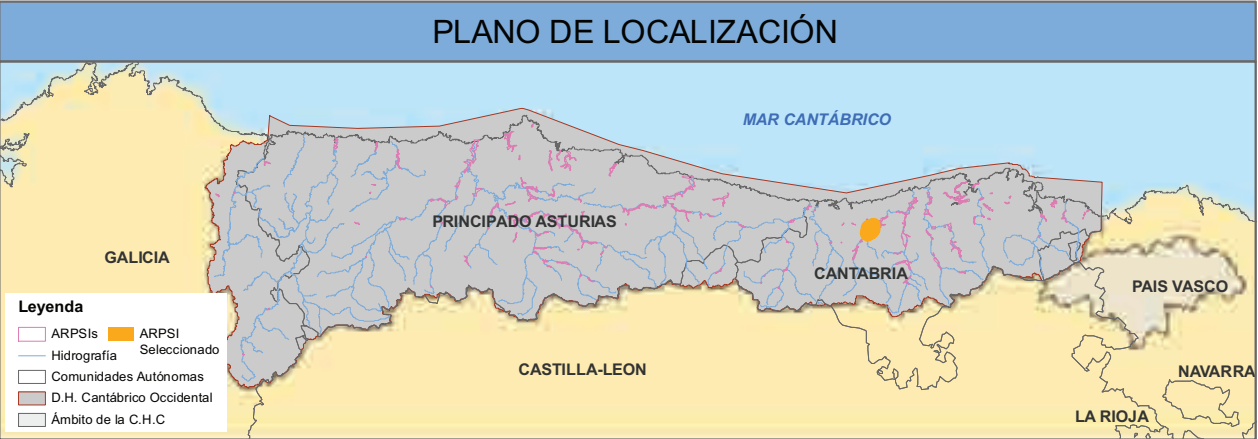 PLANO DE LOCALIZACIÓN
MAR CANTÁBRICO
PRINCIPADO ASTURIAS
GALICIA
CANTABRIA
PAIS VASCO
CASTILLA-LEON
NAVARRA
LA RIOJA
Leyenda
ARPSIs
ARPSI
Seleccionado
Hidrografía
Comunidades Autónomas
D.H. Cantábrico Occidental
Ámbito de la C.H.C